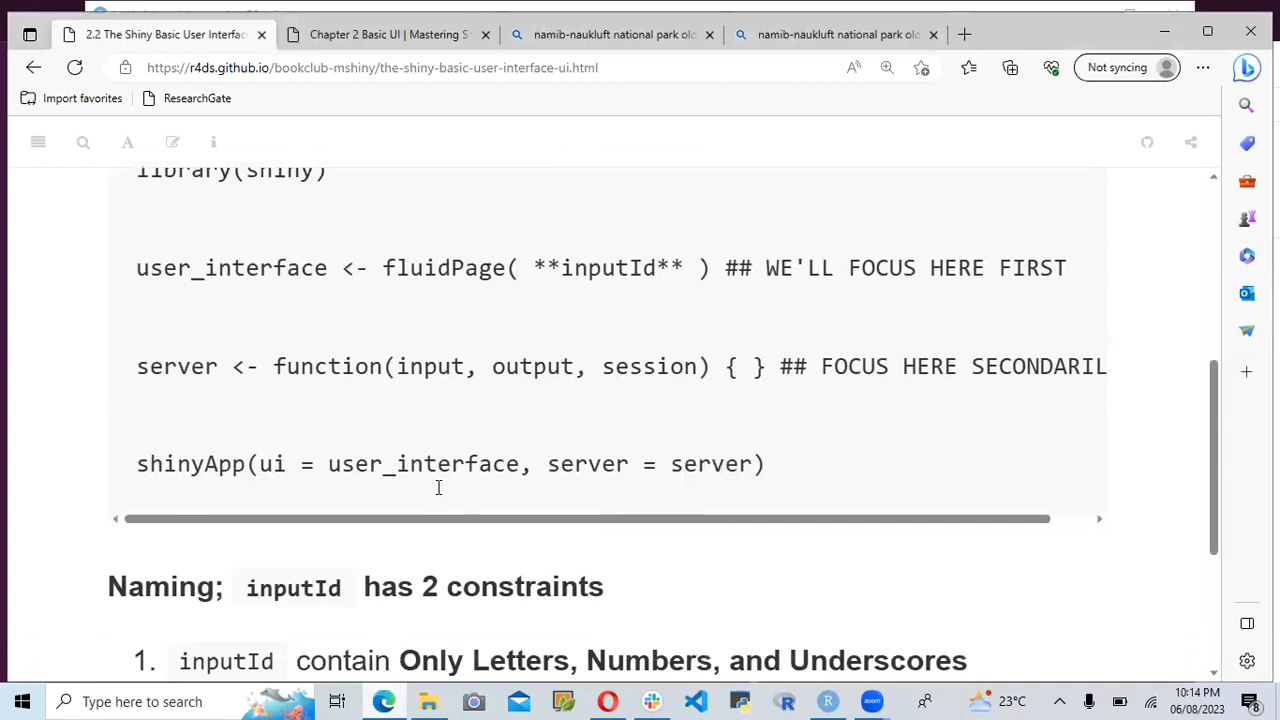 2.2 The Shiny Basic User Interfac
Chapter 2 Basic UI | Mastering S
namib-naukluft national park olo
namib-naukluft national park olo
https://r4ds.github.io/bookclub-mshiny/the-shiny-basic-user-interface-ui.html
Not syncing
Import favorites
ResearchGate
library(shiny)
user_interface <- fluidPage( **inputId** ) ## WE'LL FOCUS HERE FIRST
server <- function(input, output, session) { } ## FOCUS HERE SECONDARIL
shinyApp(ui = user_interface, server = server)
Naming; inputId has 2 constraints
1. inputId contain Only Letters, Numbers, and Underscores
Type here to search
zoom
23°C
10:14 PM
06/08/2023
8